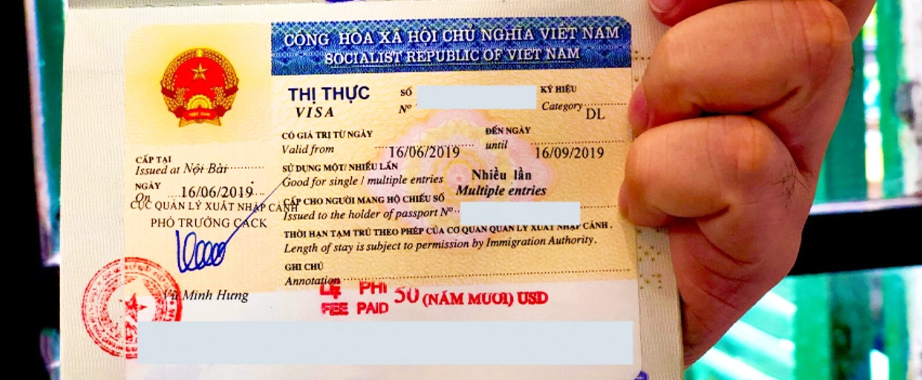 CỘNG HÒA XÃ HỘI CHỦ NGHĨA VIỆT NAM
SOCIALIST REPUBLIC OF VIET NAM
THỊ THỰC
VISA
SỐ
Nº
KÝ HIỆU
Category DL
CÓ GIÁ TRỊ TỪ NGÀY
Valid from 16/06/2019
ĐẾN NGÀY
until 16/09/2019
SỬ DỤNG MỘT/ NHIỀU LẦN
Good for single / multiple entries
Nhiều lần
Multiple entries
CẤP CHO NGƯỜI MANG HỘ CHIẾU SỐ
Issued to the holder of passport Nº
THỜI HẠN TẠM TRÚ THEO PHÉP CỦA CƠ QUAN QUẢN LÝ XUẤT NHẬP CẢNH .
Length of stay is subject to permission by Immigration Authority.
GHI CHÚ
Annotation
LỆ PHÍ
FEE PAID
50 (NĂM MƯƠI) USD
CẤP TẠI
Issued at Nội Bài
NGÀY
On 16/06/2019
CỤC QUẢN LÝ XUẤT NHẬP CẢNH
PHÓ TRƯỞNG CACK
Vũ Minh Hưng